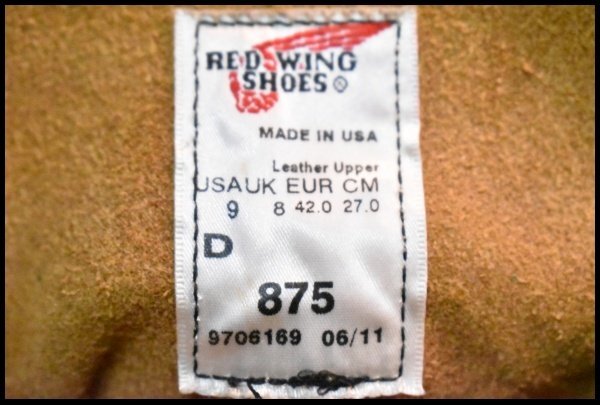 RED WING
SHOES ®
MADE IN USA
Leather Upper
USA UK EUR CM
9 8 42.0 27.0
D
875
9706169 06/11